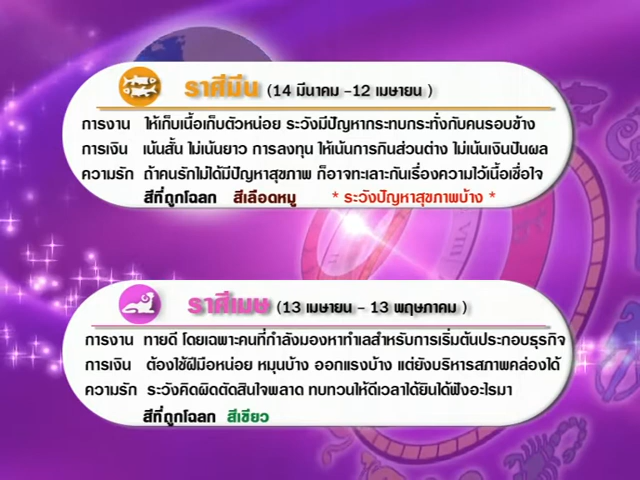 ราศีมีน (14 มีนาคม -12 เมษายน )
การงาน ให้เก็บเนื้อเก็บตัวหน่อย ระวังมีปัญหากระทบกระทั่งกับคนรอบข้าง
การเงิน เน้นสั้น ไม่เน้นยาว การลงทุน ให้เน้นการกินส่วนต่าง ไม่เน้นเงินปันผล
ความรัก ถ้าคนรักไม่ได้มีปัญหาสุขภาพ ก็อาจทะเลาะกันเรื่องความไว้เนื้อเชื่อใจ
สีที่ถูกโฉลก สีเลือดหมู * ระวังปัญหาสุขภาพบ้าง *
ราศีเมษ (13 เมษายน - 13 พฤษภาคม )
การงาน ทายดี โดยเฉพาะคนที่กำลังมองหาทำเลสำหรับการเริ่มต้นประกอบธุรกิจ
การเงิน ต้องใช้ฝีมือหน่อย หมุนบ้าง ออกแรงบ้าง แต่ยังบริหารสภาพคล่องได้
ความรัก ระวังคิดผิดตัดสินใจพลาด ทบทวนให้ดีเวลาได้ยินได้ฟังอะไรมา
สีที่ถูกโฉลก สีเขียว